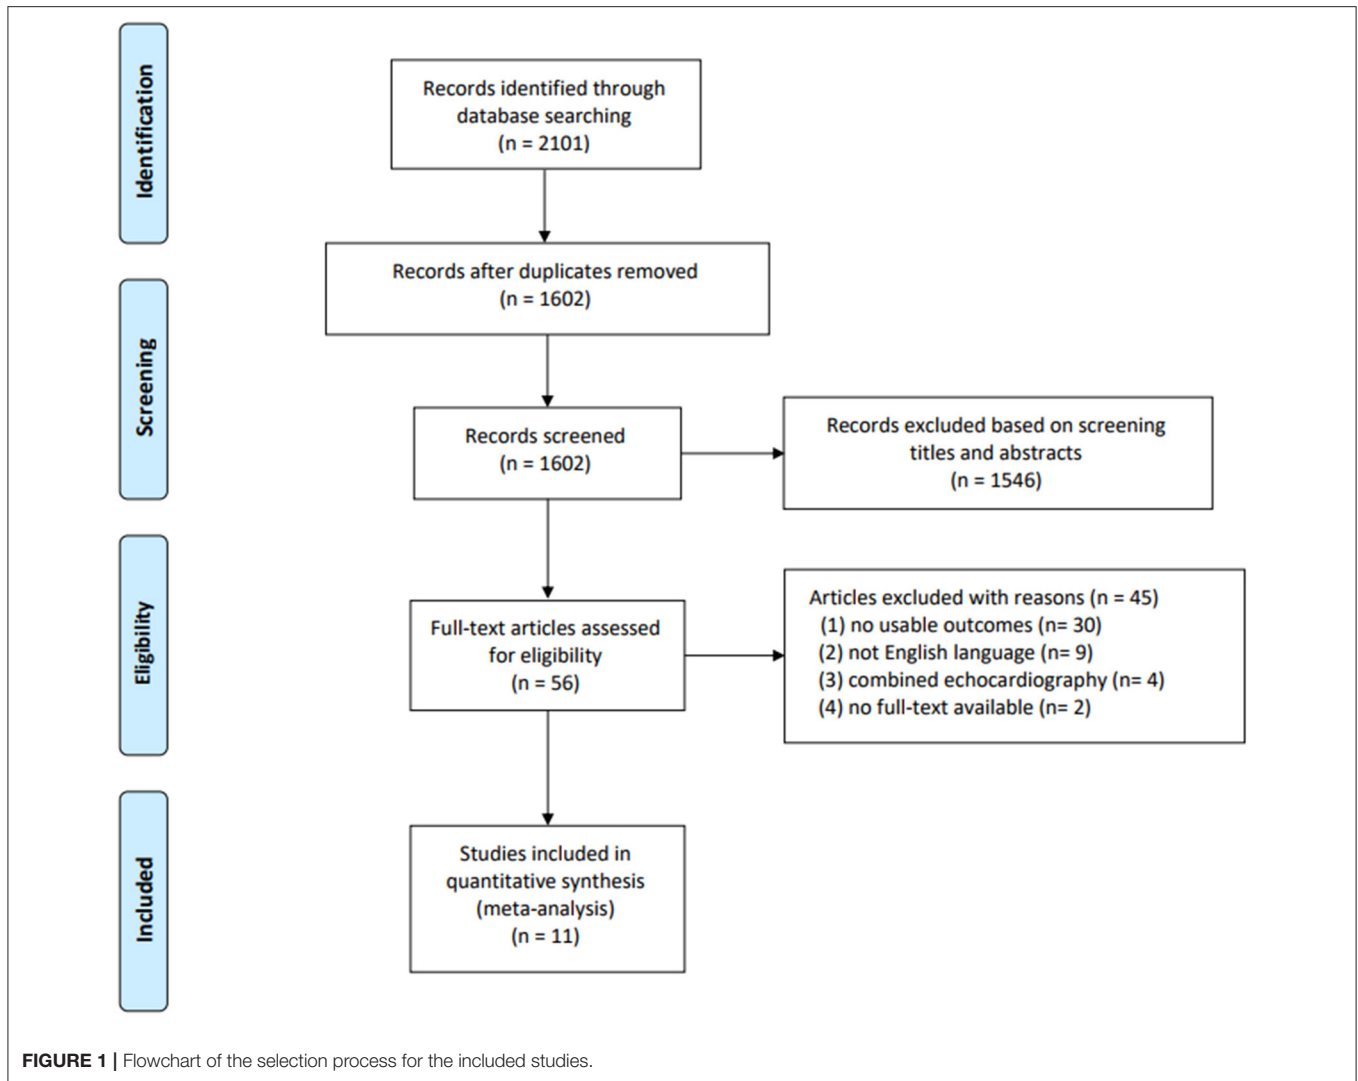 Identification
Records identified through
database searching
(n = 2101)
Records after duplicates removed
(n = 1602)
Screening
Records screened
(n = 1602)
Records excluded based on screening
titles and abstracts
(n = 1546)
Eligibility
Full-text articles assessed
for eligibility
(n = 56)
Articles excluded with reasons (n = 45)
(1) no usable outcomes (n= 30)
(2) not English language (n= 9)
(3) combined echocardiography (n= 4)
(4) no full-text available (n= 2)
Included
Studies included in
quantitative synthesis
(meta-analysis)
(n = 11)
FIGURE 1 | Flowchart of the selection process for the included studies.